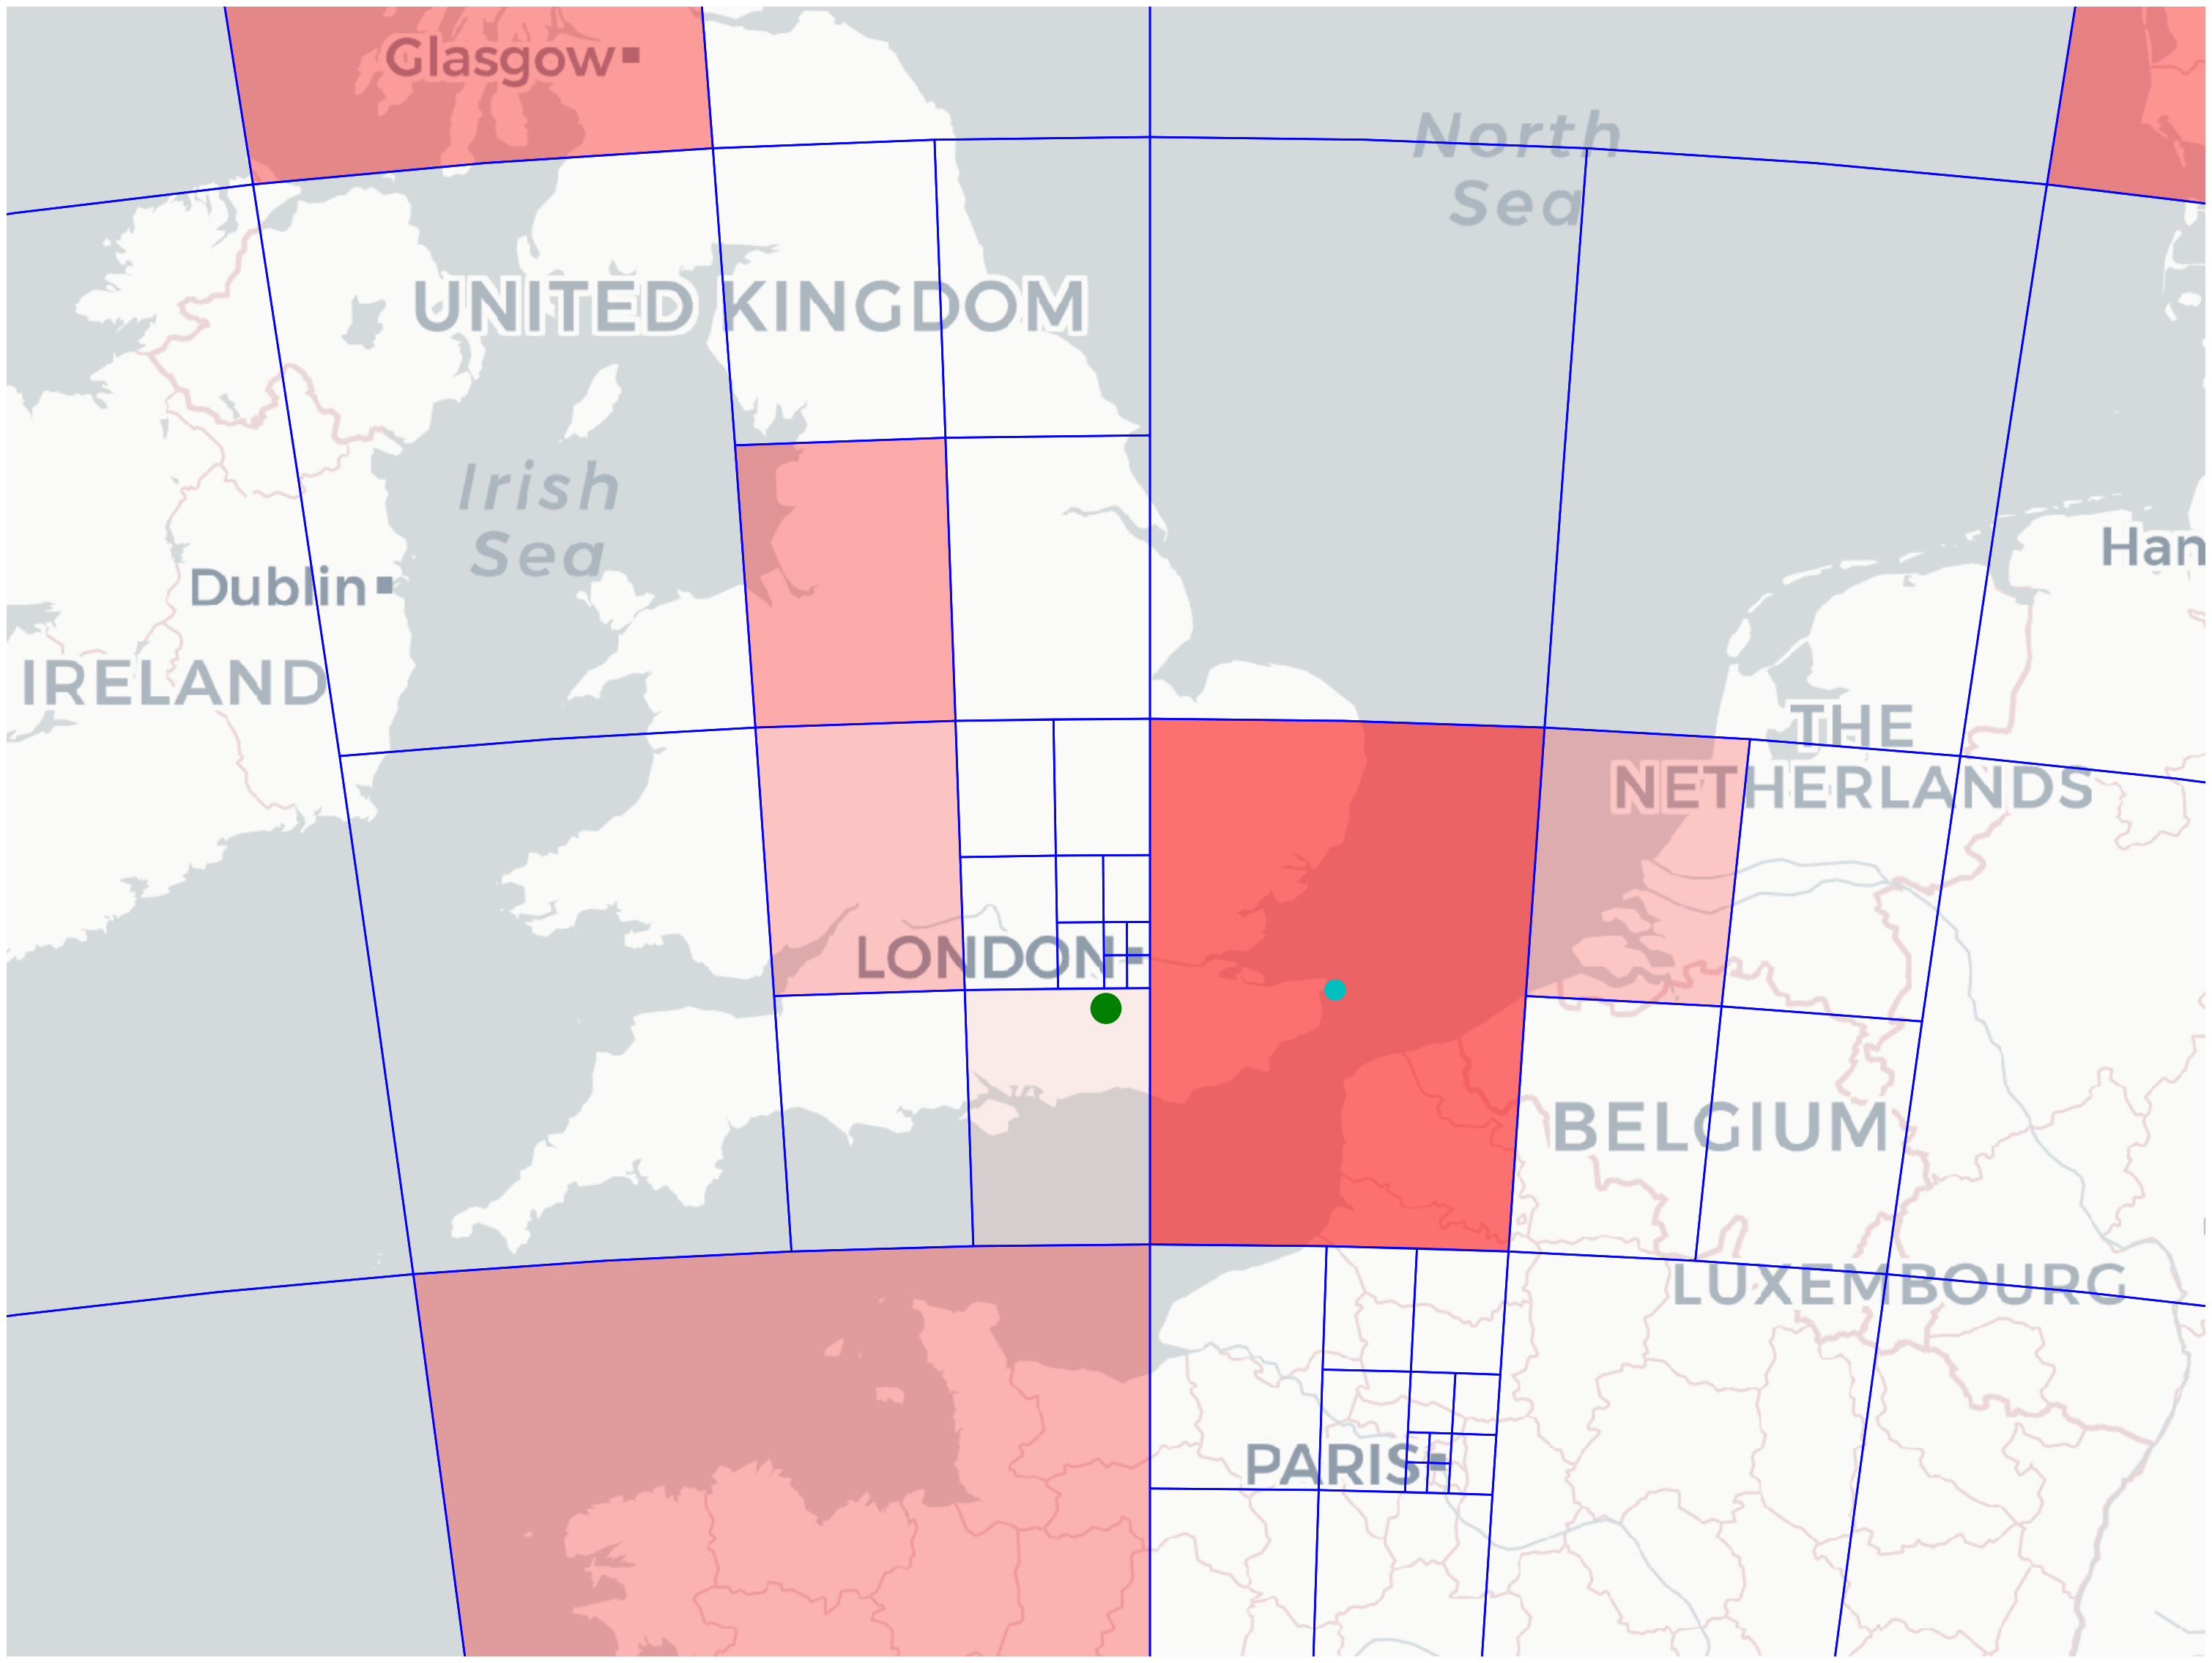 Glasgow
North
Sea
UNITED KINGDOM
Irish
Sea
Han
Dublin
IRELAND
THE
NETHERLANDS
LONDON
BELGIUM
LUXEMBOURG
PARIS